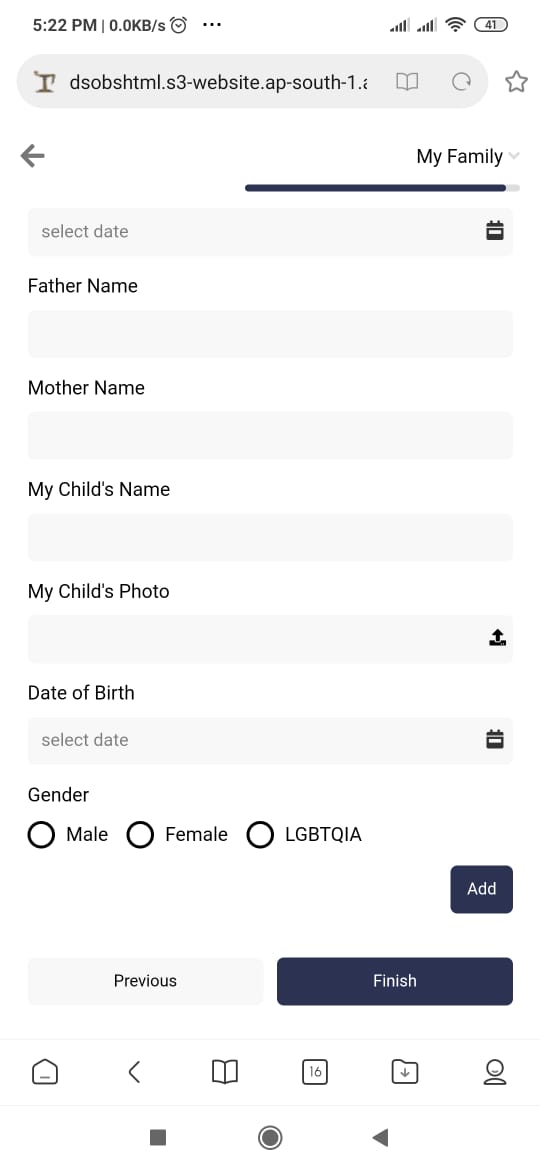 5:22 PM | 0.0KB/s ...
41
dsobshtml.s3-website.ap-south-1.a
My Family
select date
Father Name
Mother Name
My Child's Name
My Child's Photo
Date of Birth
select date
Gender
Male Female LGBTQIA
Add
Previous Finish
16